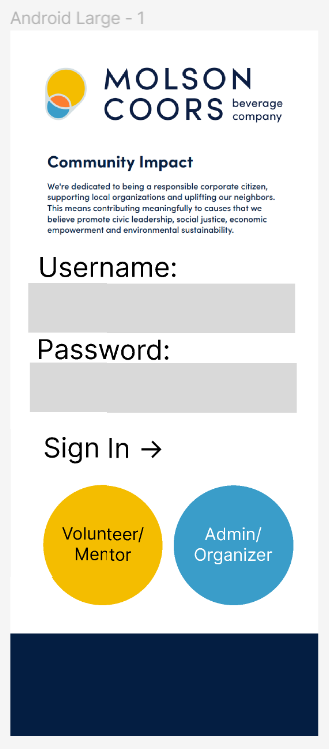 Android Large - 1
MOLSON
COORS beverage
company
Community Impact
We're dedicated to being a responsible corporate citizen,
supporting local organizations and uplifting our neighbors.
This means contributing meaningfully to causes that we
believe promote civic leadership, social justice, economic
empowerment and environmental sustainability.
Username:
Password:
Sign In →
Volunteer/
Mentor
Admin/
Organizer